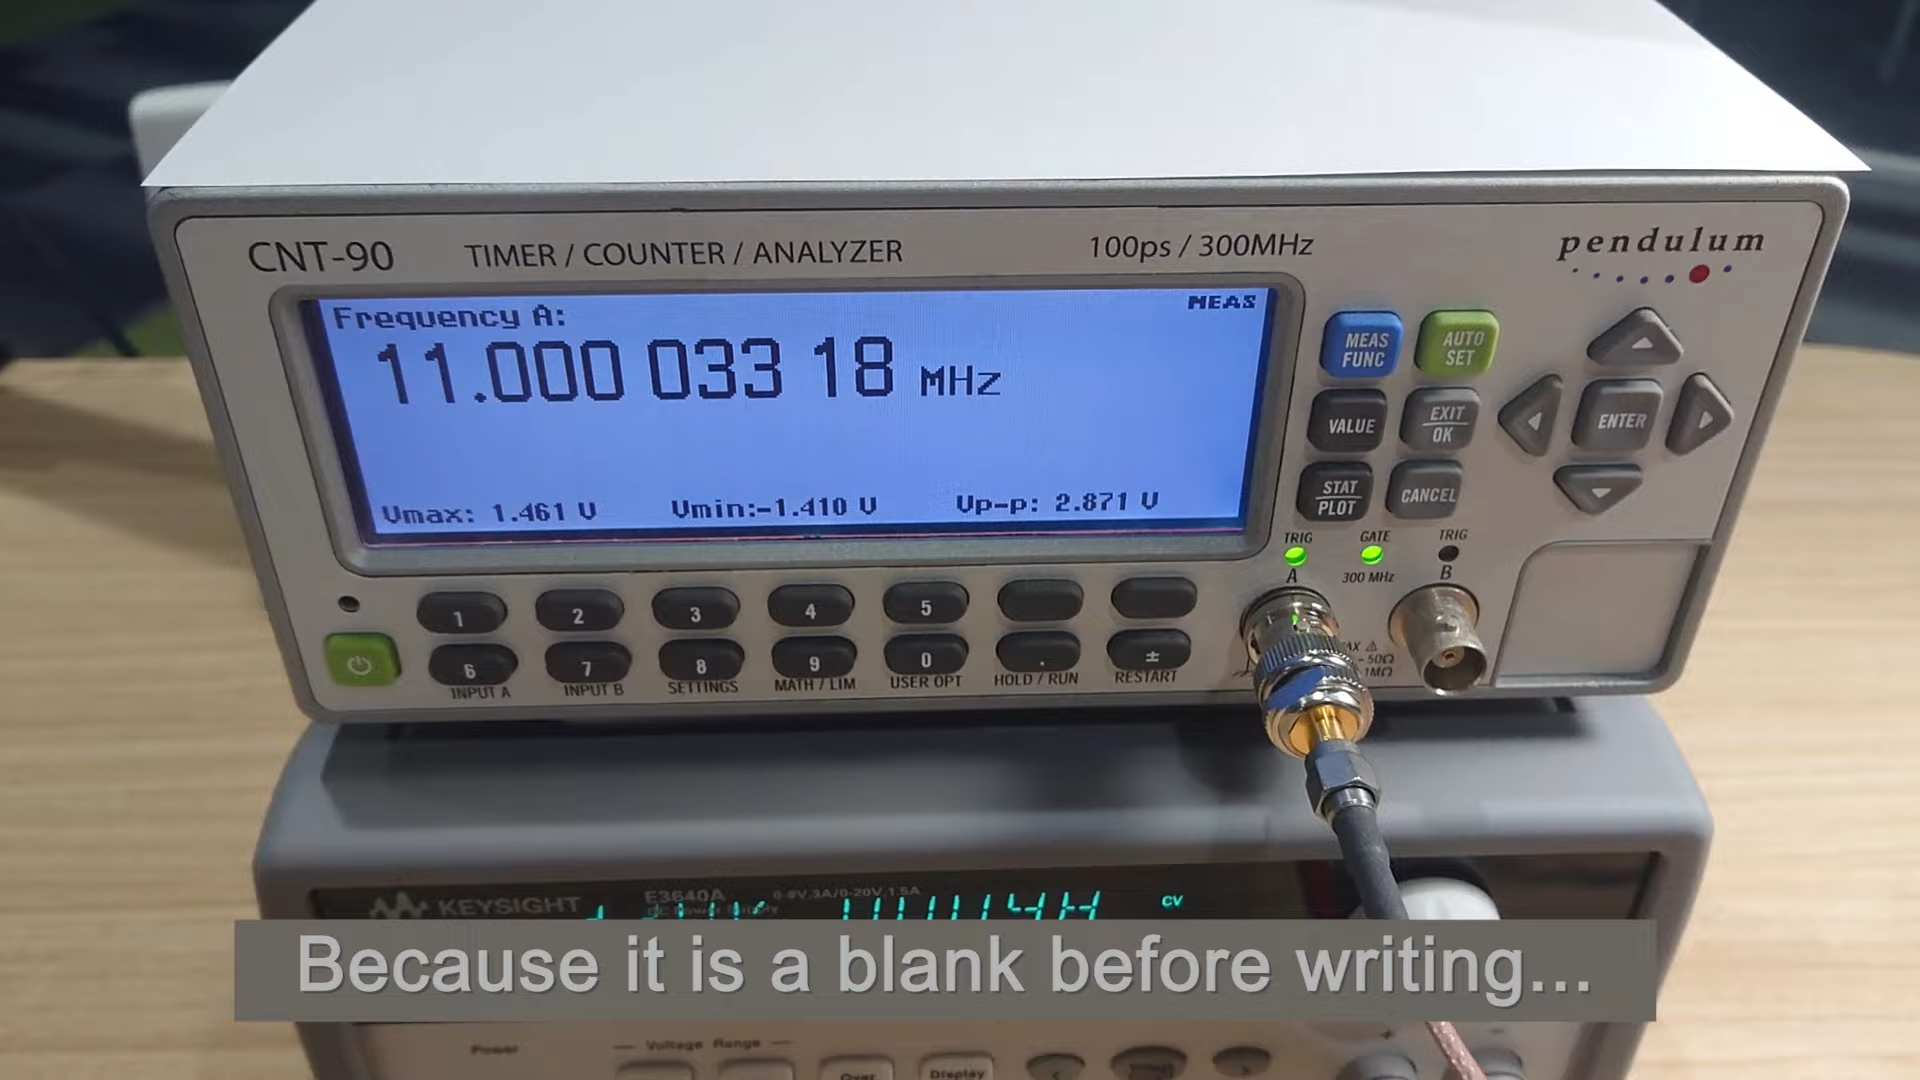 CNT-90 TIMER / COUNTER / ANALYZER 100ps / 300MHz pendulum
Frequency A: MEAS
11.000 033 18 MHz
Vmax: 1.461 V Vmin:-1.410 V Vp-p: 2.871 V
MEAS FUNC
AUTO SET
VALUE
EXIT OK
ENTER
STAT PLOT
CANCEL
TRIG GATE TRIG
A 300 MHz B
1 2 3 4 5
6 7 8 9 0 . ±
INPUT A INPUT B SETTINGS MATH / LIM USER OPT HOLD / RUN RESTART
50Ω
1MΩ
KEYSIGHT E3640A 0-8V,3A/0-20V,1.5A CV
DC Power Supply
Because it is a blank before writing...
Power Voltage Range
Over Display